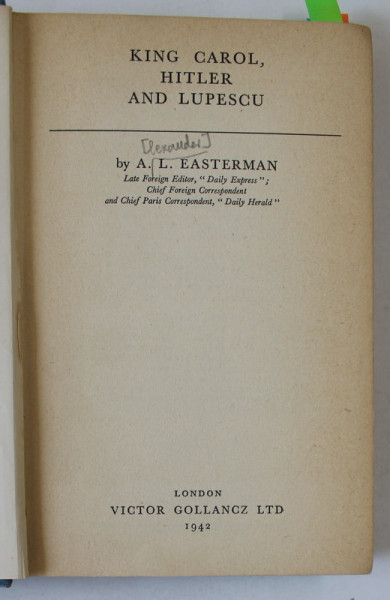 KING CAROL,
HITLER
AND LUPESCU
[lexander]
by A. L. EASTERMAN
Late Foreign Editor, "Daily Express";
Chief Foreign Correspondent
and Chief Paris Correspondent, "Daily Herald"
LONDON
VICTOR GOLLANCZ LTD
1942